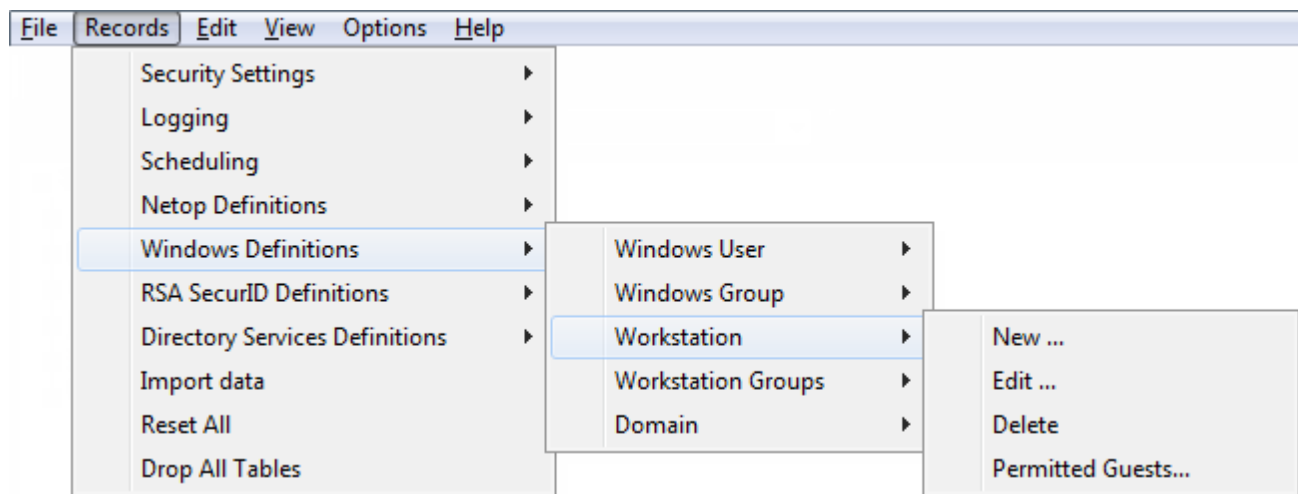 File Records Edit View Options Help
Security Settings
Logging
Scheduling
Netop Definitions
Windows Definitions
RSA SecurID Definitions
Directory Services Definitions
Import data
Reset All
Drop All Tables
Windows User
Windows Group
Workstation
Workstation Groups
Domain
New ...
Edit ...
Delete
Permitted Guests...